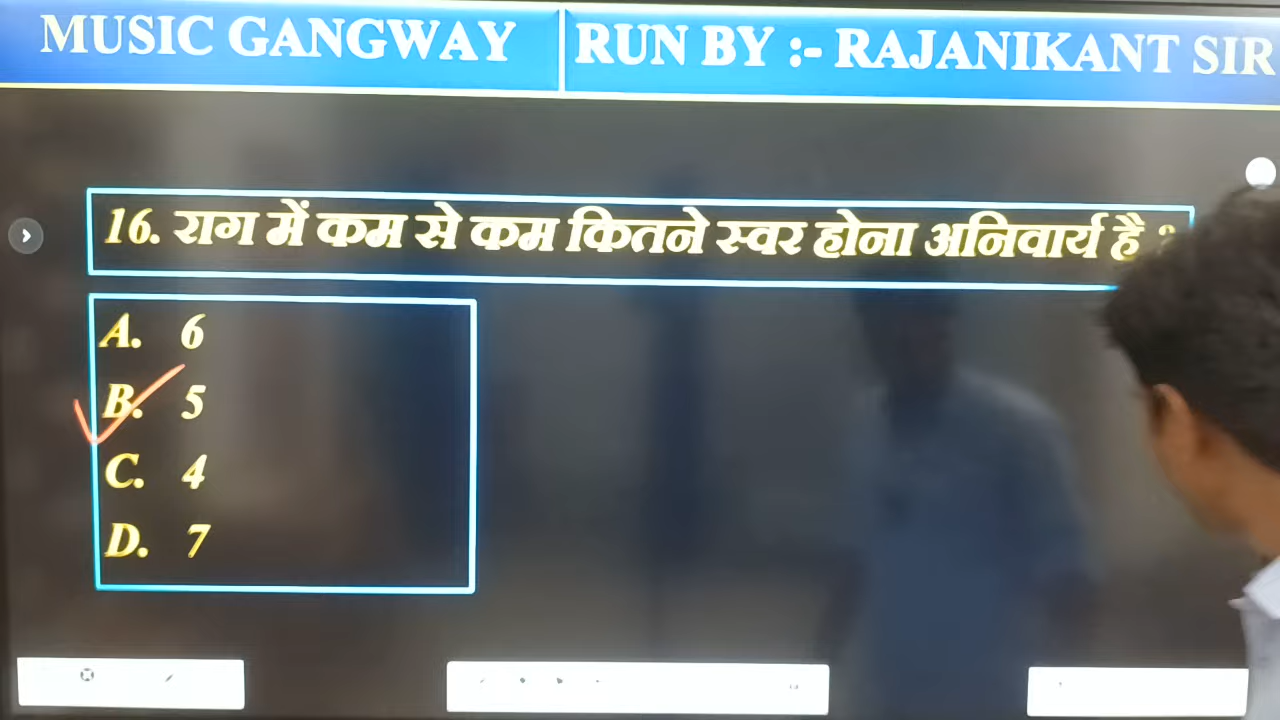 MUSIC GANGWAY
RUN BY :- RAJANIKANT SIR
16. राग में कम से कम कितने स्वर होना अनिवार्य है ?
A. 6
B. 5
C. 4
D. 7